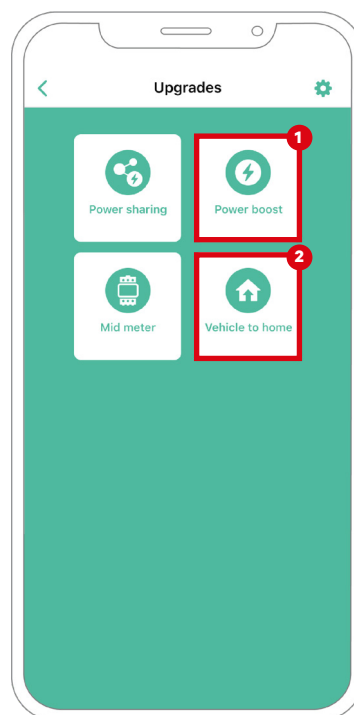 Upgrades
1
Power sharing
Power boost
2
Mid meter
Vehicle to home